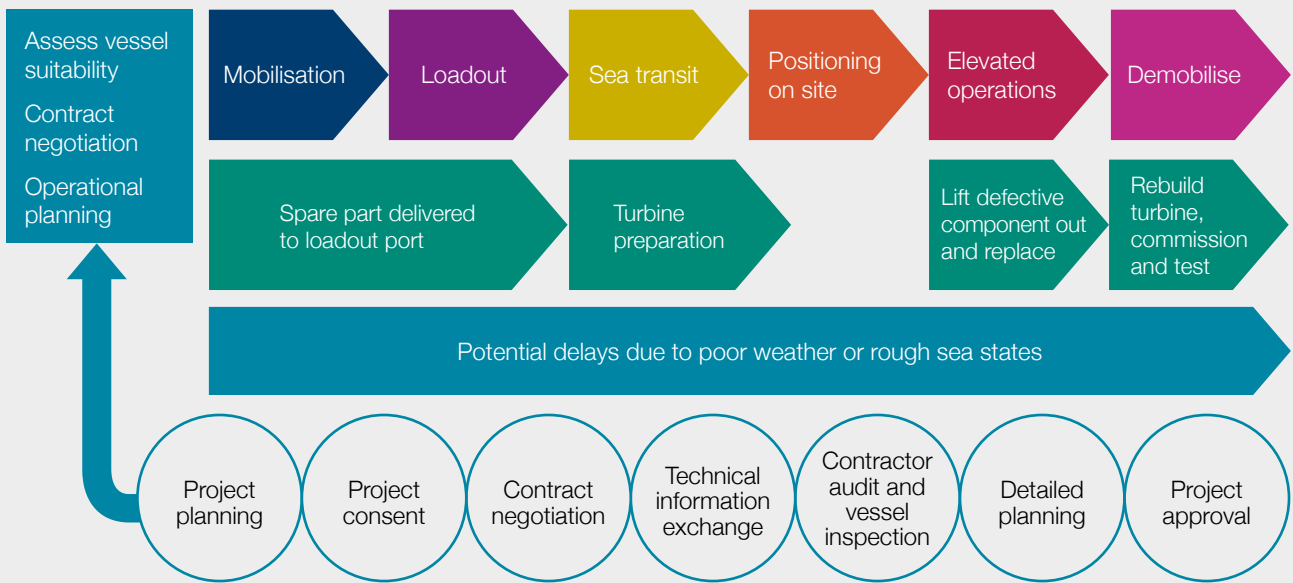 Assess vessel
suitability
Contract
negotiation
Operational
planning
Mobilisation
Loadout
Sea transit
Positioning
on site
Elevated
operations
Demobilise
Spare part delivered
to loadout port
Turbine
preparation
Lift defective
component out
and replace
Rebuild
turbine,
commission
and test
Potential delays due to poor weather or rough sea states
Project
planning
Project
consent
Contract
negotiation
Technical
information
exchange
Contractor
audit and
vessel
inspection
Detailed
planning
Project
approval